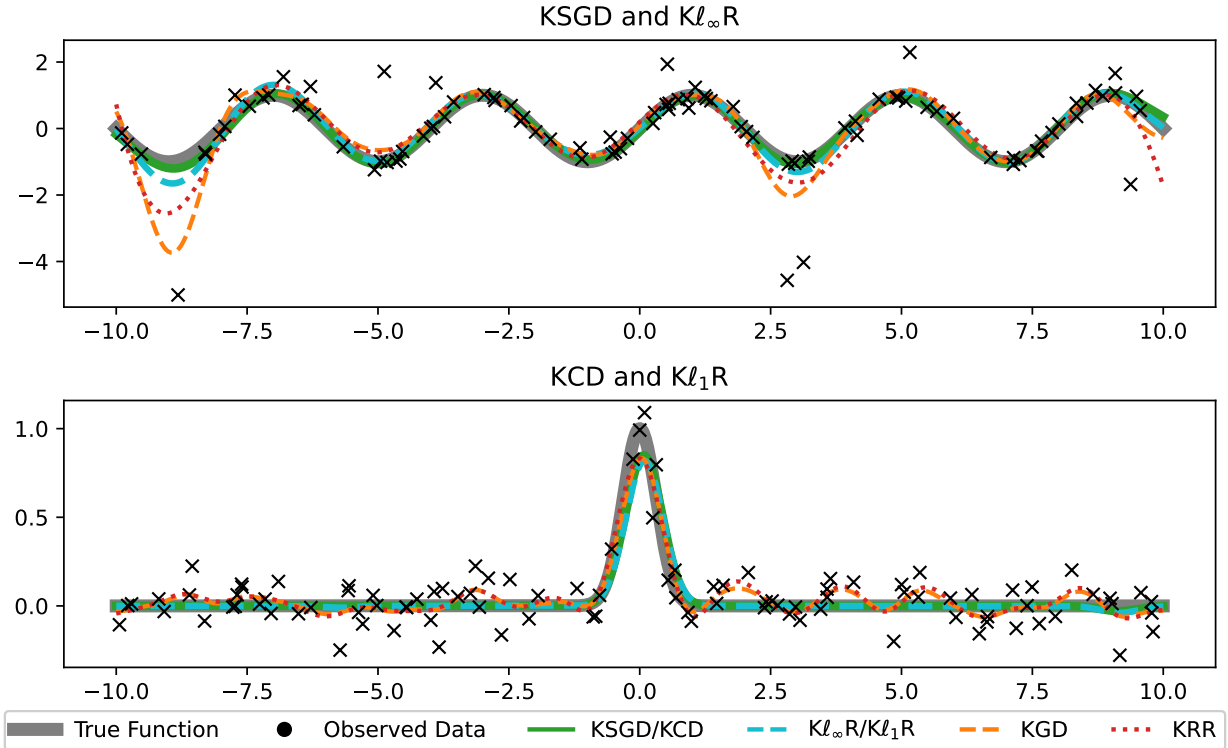 KSGD and Kℓ∞R
2
0
−2
−4
−10.0 −7.5 −5.0 −2.5 0.0 2.5 5.0 7.5 10.0
KCD and Kℓ₁R
1.0
0.5
0.0
−10.0 −7.5 −5.0 −2.5 0.0 2.5 5.0 7.5 10.0
True Function Observed Data KSGD/KCD Kℓ∞R/Kℓ₁R KGD KRR